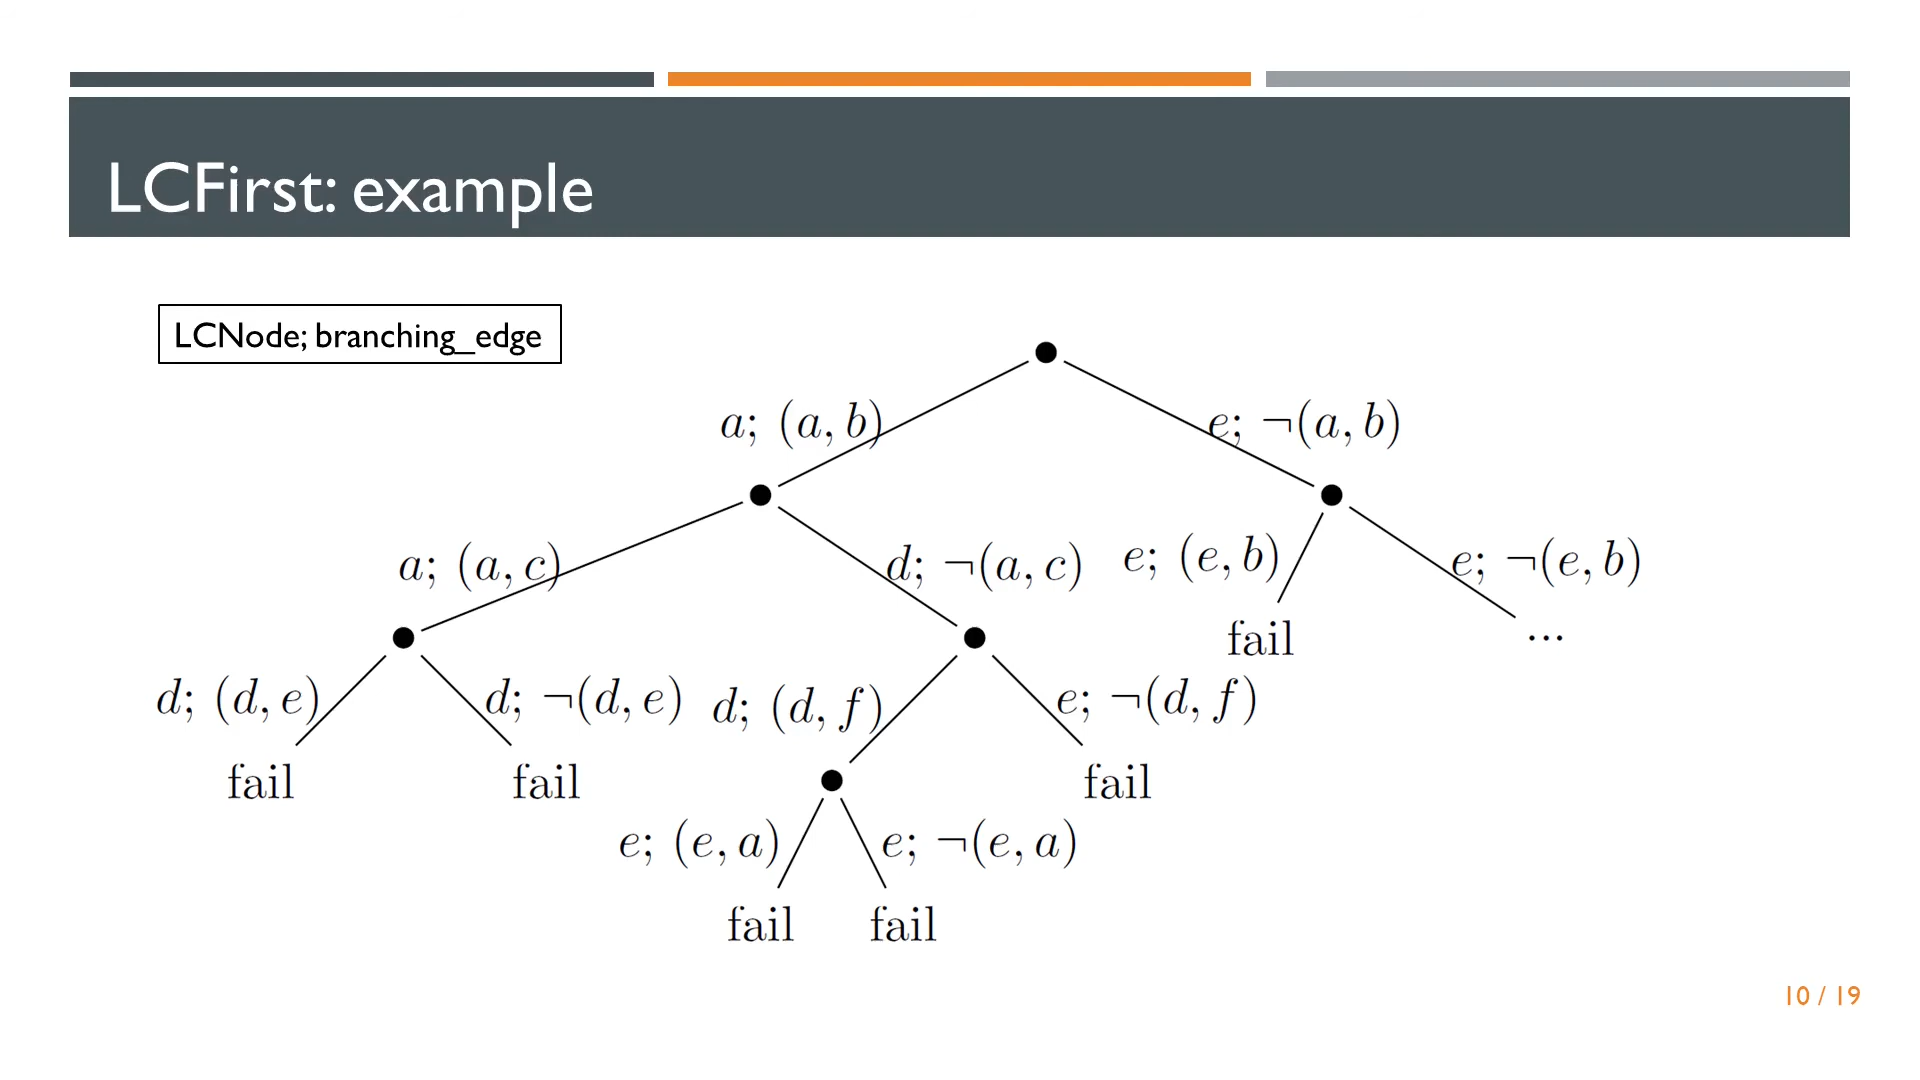 LCFirst: example
LCNode; branching_edge
a; (a, b)
e; ¬(a, b)
a; (a, c)
d; ¬(a, c)
e; (e, b)
e; ¬(e, b)
fail
...
d; (d, e)
d; ¬(d, e)
d; (d, f)
e; ¬(d, f)
fail
fail
fail
e; (e, a)
e; ¬(e, a)
fail
fail
10 / 19